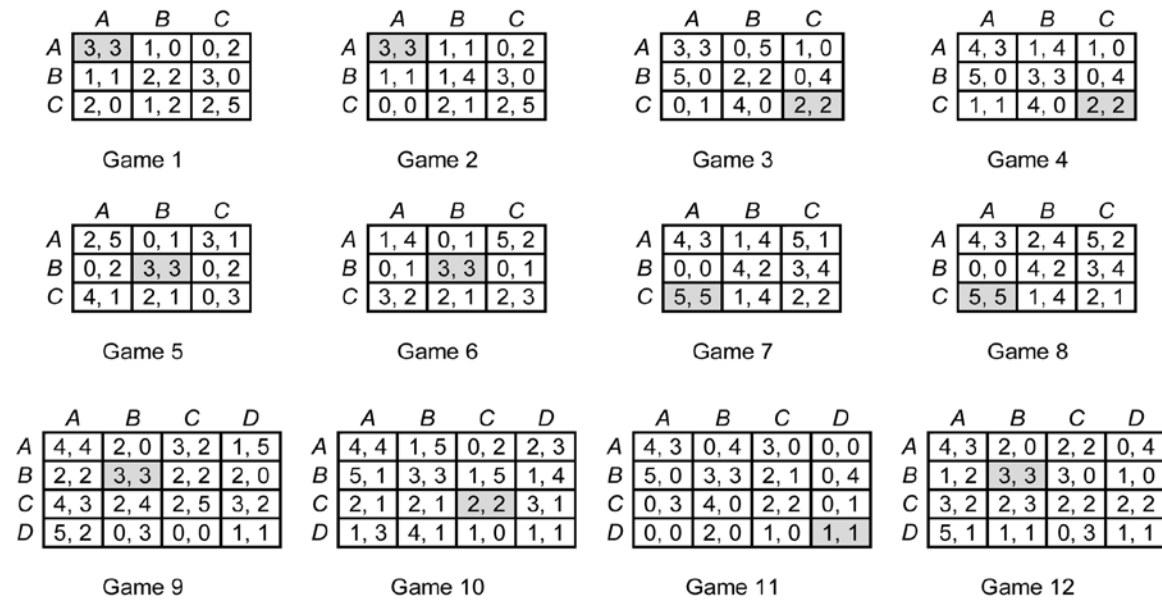 A B C A B C A B C A B C
A 3, 3 1, 0 0, 2 A 3, 3 1, 1 0, 2 A 3, 3 0, 5 1, 0 A 4, 3 1, 4 1, 0
B 1, 1 2, 2 3, 0 B 1, 1 1, 4 3, 0 B 5, 0 2, 2 0, 4 B 5, 0 3, 3 0, 4
C 2, 0 1, 2 2, 5 C 0, 0 2, 1 2, 5 C 0, 1 4, 0 2, 2 C 1, 1 4, 0 2, 2
Game 1 Game 2 Game 3 Game 4
A B C A B C A B C A B C
A 2, 5 0, 1 3, 1 A 1, 4 0, 1 5, 2 A 4, 3 1, 4 5, 1 A 4, 3 2, 4 5, 2
B 0, 2 3, 3 0, 2 B 0, 1 3, 3 0, 1 B 0, 0 4, 2 3, 4 B 0, 0 4, 2 3, 4
C 4, 1 2, 1 0, 3 C 3, 2 2, 1 2, 3 C 5, 5 1, 4 2, 2 C 5, 5 1, 4 2, 1
Game 5 Game 6 Game 7 Game 8
A B C D A B C D A B C D A B C D
A 4, 4 2, 0 3, 2 1, 5 A 4, 4 1, 5 0, 2 2, 3 A 4, 3 0, 4 3, 0 0, 0 A 4, 3 2, 0 2, 2 0, 4
B 2, 2 3, 3 2, 2 2, 0 B 5, 1 3, 3 1, 5 1, 4 B 5, 0 3, 3 2, 1 0, 4 B 1, 2 3, 3 3, 0 1, 0
C 4, 3 2, 4 2, 5 3, 2 C 2, 1 2, 1 2, 2 3, 1 C 0, 3 4, 0 2, 2 0, 1 C 3, 2 2, 3 2, 2 2, 2
D 5, 2 0, 3 0, 0 1, 1 D 1, 3 4, 1 1, 0 1, 1 D 0, 0 2, 0 1, 0 1, 1 D 5, 1 1, 1 0, 3 1, 1
Game 9 Game 10 Game 11 Game 12